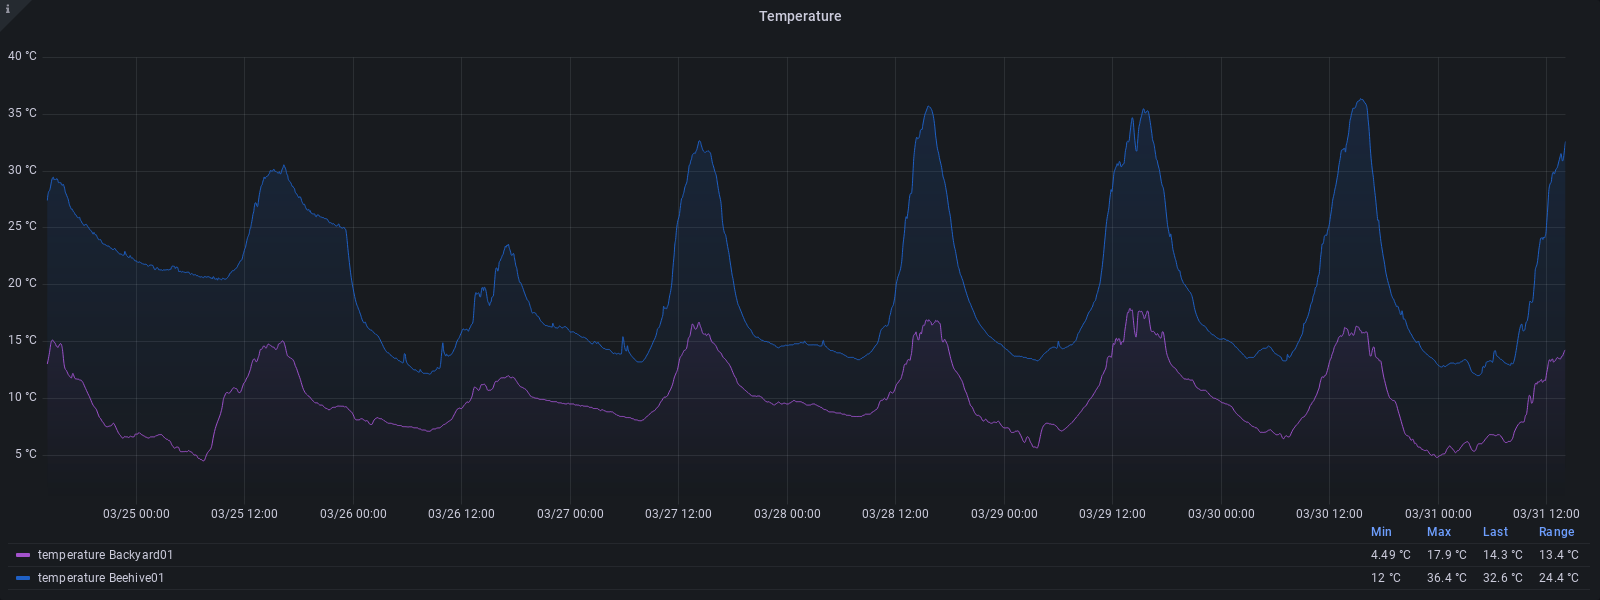 i
Temperature
40 °C
35 °C
30 °C
25 °C
20 °C
15 °C
10 °C
5 °C
03/25 00:00 03/25 12:00 03/26 00:00 03/26 12:00 03/27 00:00 03/27 12:00 03/28 00:00 03/28 12:00 03/29 00:00 03/29 12:00 03/30 00:00 03/30 12:00 03/31 00:00 03/31 12:00
Min Max Last Range
temperature Backyard01 4.49 °C 17.9 °C 14.3 °C 13.4 °C
temperature Beehive01 12 °C 36.4 °C 32.6 °C 24.4 °C